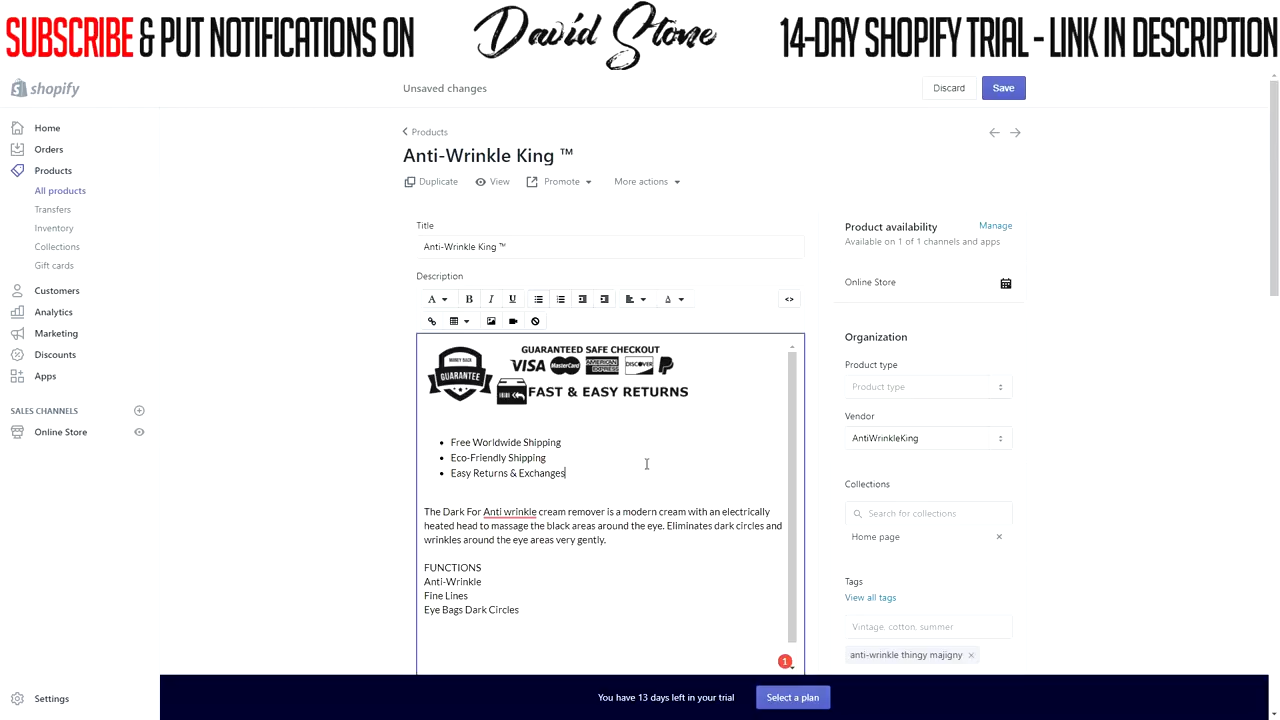 SUBSCRIBE & PUT NOTIFICATIONS ON
David Stone
14-DAY SHOPIFY TRIAL - LINK IN DESCRIPTION
shopify
Unsaved changes
Discard
Save
Home
Orders
Products
All products
Transfers
Inventory
Collections
Gift cards
Customers
Analytics
Marketing
Discounts
Apps
SALES CHANNELS
Online Store
Settings
Products
Anti-Wrinkle King ™
Duplicate
View
Promote
More actions
Title
Anti-Wrinkle King ™
Description
A
B
I
U
A
<>
MONEY BACK
GUARANTEE
GUARANTEED SAFE CHECKOUT
VISA MasterCard AMERICAN EXPRESS DISCOVER P
FAST & EASY RETURNS
• Free Worldwide Shipping
• Eco-Friendly Shipping
• Easy Returns & Exchanges
The Dark For Anti wrinkle cream remover is a modern cream with an electrically
heated head to massage the black areas around the eye. Eliminates dark circles and
wrinkles around the eye areas very gently.
FUNCTIONS
Anti-Wrinkle
Fine Lines
Eye Bags Dark Circles
1
Product availability
Manage
Available on 1 of 1 channels and apps
Online Store
Organization
Product type
Product type
Vendor
AntiWrinkleKing
Collections
Search for collections
Home page
Tags
View all tags
Vintage, cotton, summer
anti-wrinkle thingy majigny
You have 13 days left in your trial
Select a plan